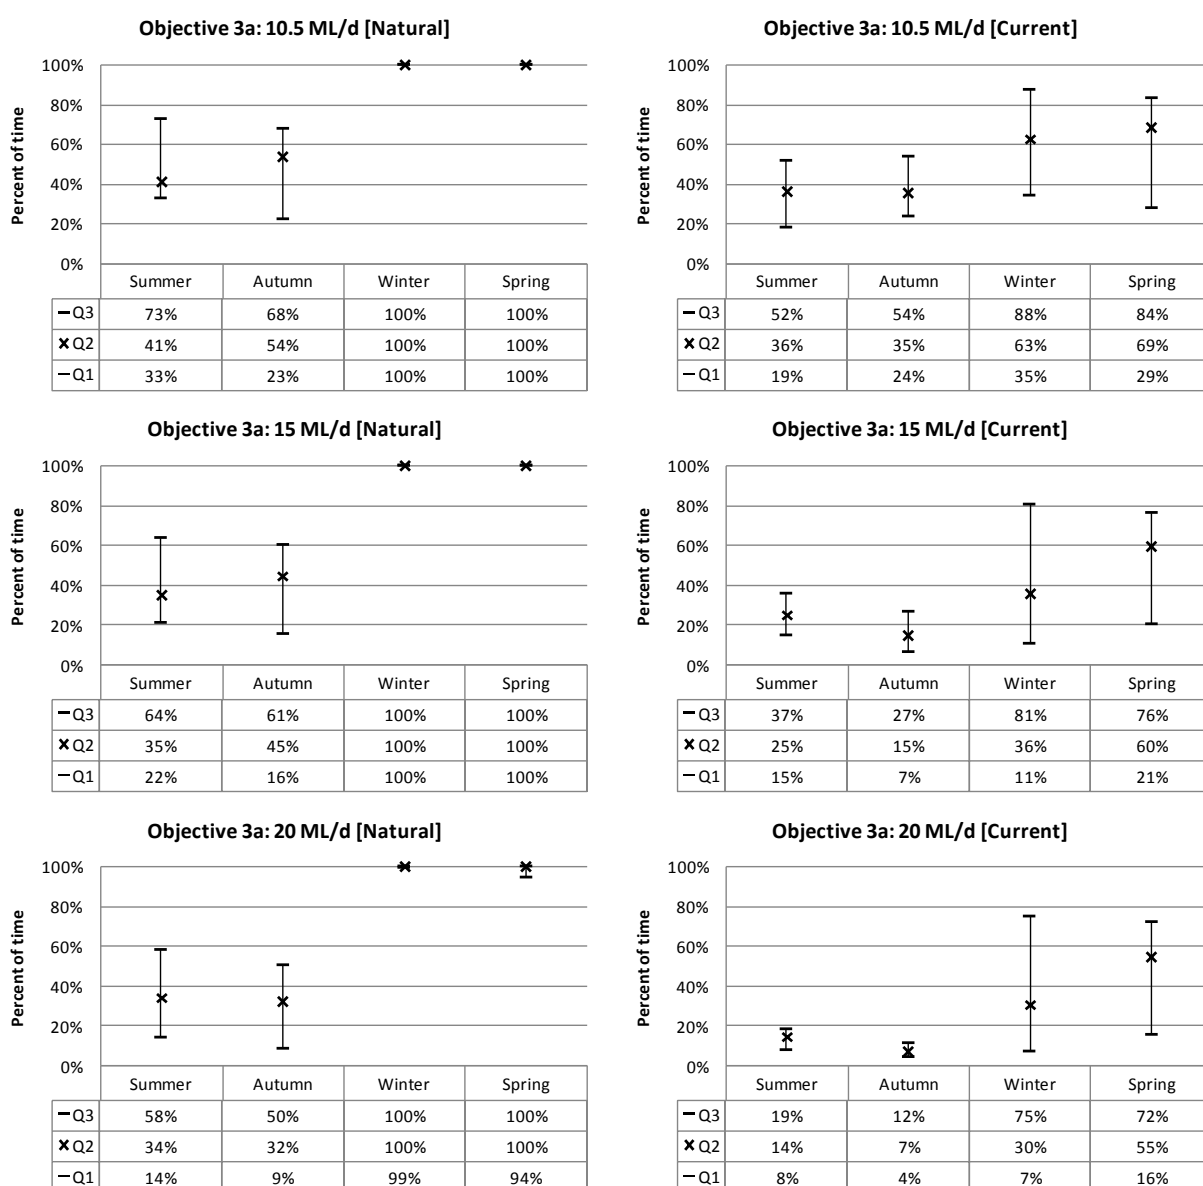 Objective 3a: 10.5 ML/d [Natural]
Percent of time
100%
80%
60%
40%
20%
0%
Summer Autumn Winter Spring
Q3 73% 68% 100% 100%
Q2 41% 54% 100% 100%
Q1 33% 23% 100% 100%
Objective 3a: 10.5 ML/d [Current]
Percent of time
100%
80%
60%
40%
20%
0%
Summer Autumn Winter Spring
Q3 52% 54% 88% 84%
Q2 36% 35% 63% 69%
Q1 19% 24% 35% 29%
Objective 3a: 15 ML/d [Natural]
Percent of time
100%
80%
60%
40%
20%
0%
Summer Autumn Winter Spring
Q3 64% 61% 100% 100%
Q2 35% 45% 100% 100%
Q1 22% 16% 100% 100%
Objective 3a: 15 ML/d [Current]
Percent of time
100%
80%
60%
40%
20%
0%
Summer Autumn Winter Spring
Q3 37% 27% 81% 76%
Q2 25% 15% 36% 60%
Q1 15% 7% 11% 21%
Objective 3a: 20 ML/d [Natural]
Percent of time
100%
80%
60%
40%
20%
0%
Summer Autumn Winter Spring
Q3 58% 50% 100% 100%
Q2 34% 32% 100% 100%
Q1 14% 9% 99% 94%
Objective 3a: 20 ML/d [Current]
Percent of time
100%
80%
60%
40%
20%
0%
Summer Autumn Winter Spring
Q3 19% 12% 75% 72%
Q2 14% 7% 30% 55%
Q1 8% 4% 7% 16%